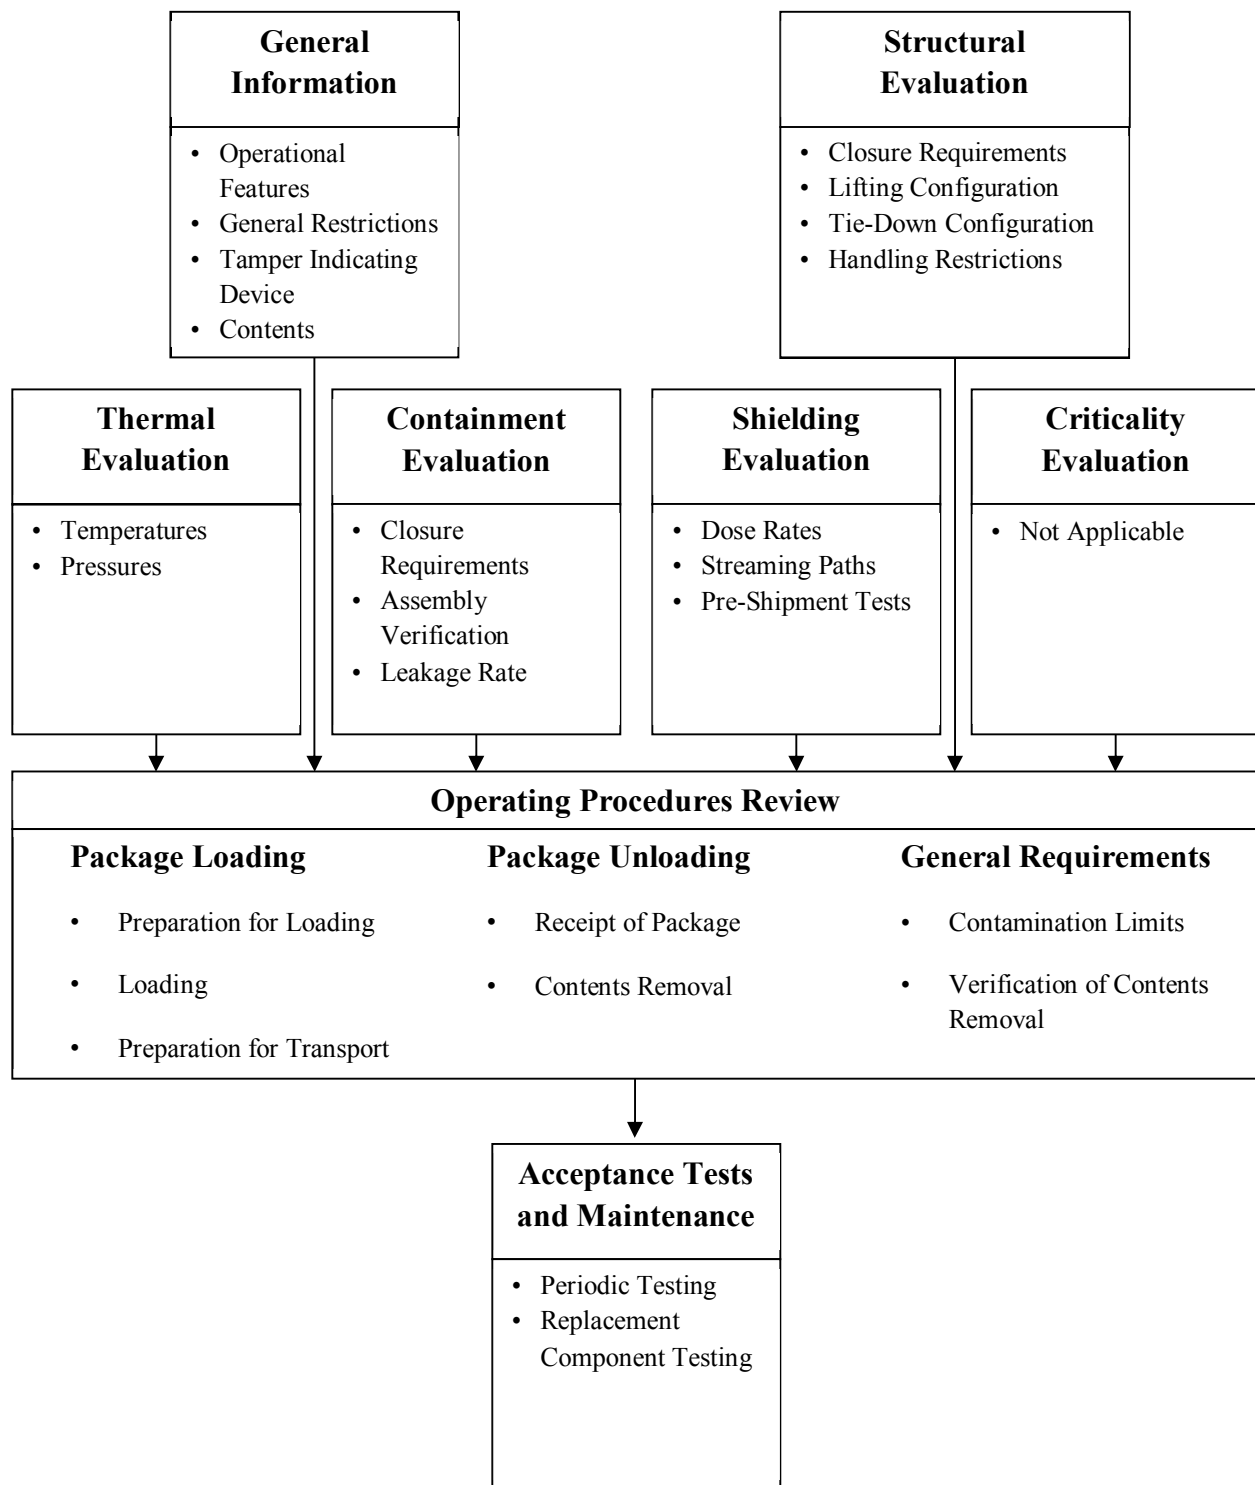 General
Information
• Operational
Features
• General Restrictions
• Tamper Indicating
Device
• Contents
Structural
Evaluation
• Closure Requirements
• Lifting Configuration
• Tie-Down Configuration
• Handling Restrictions
Thermal
Evaluation
• Temperatures
• Pressures
Containment
Evaluation
• Closure
Requirements
• Assembly
Verification
• Leakage Rate
Shielding
Evaluation
• Dose Rates
• Streaming Paths
• Pre-Shipment Tests
Criticality
Evaluation
• Not Applicable
Operating Procedures Review
Package Loading
• Preparation for Loading
• Loading
• Preparation for Transport
Package Unloading
• Receipt of Package
• Contents Removal
General Requirements
• Contamination Limits
• Verification of Contents
Removal
Acceptance Tests
and Maintenance
• Periodic Testing
• Replacement
Component Testing